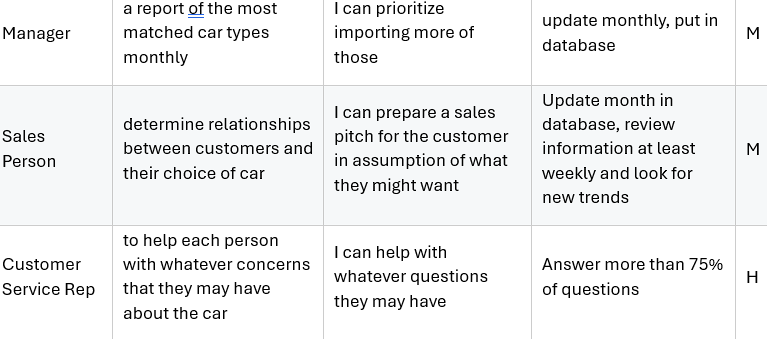 Manager
a report of the most
matched car types
monthly
I can prioritize
importing more of
those
update monthly, put in
database
M
Sales
Person
determine relationships
between customers and
their choice of car
I can prepare a sales
pitch for the customer
in assumption of what
they might want
Update month in
database, review
information at least
weekly and look for
new trends
M
Customer
Service Rep
to help each person
with whatever concerns
that they may have
about the car
I can help with
whatever questions
they may have
Answer more than 75%
of questions
H